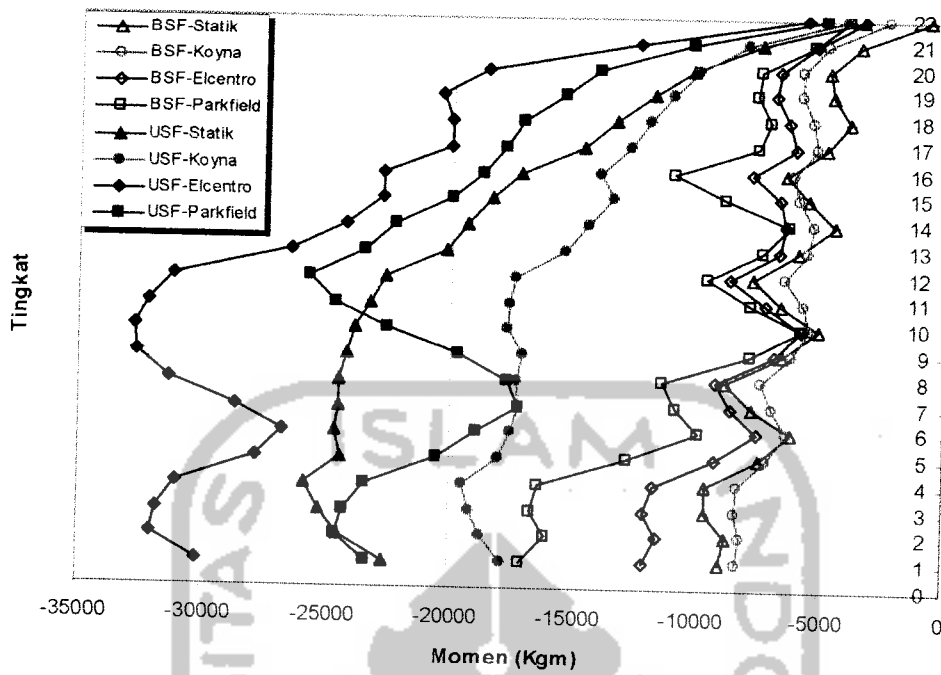 BSF-Statik
BSF-Koyna
BSF-Elcentro
BSF-Parkfield
USF-Statik
USF-Koyna
USF-Elcentro
USF-Parkfield
Tingkat
22
21
20
19
18
17
16
15
14
13
12
11
10
9
8
7
6
5
4
3
2
1
0
-35000 -30000 -25000 -20000 -15000 -10000 -5000 0
Momen (Kgm)
ISLAM